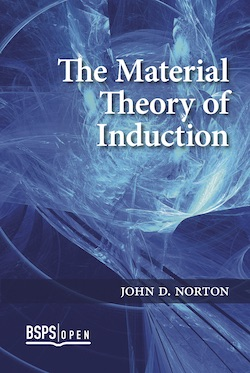 The Material
Theory of
Induction
JOHN D. NORTON
BSPS OPEN